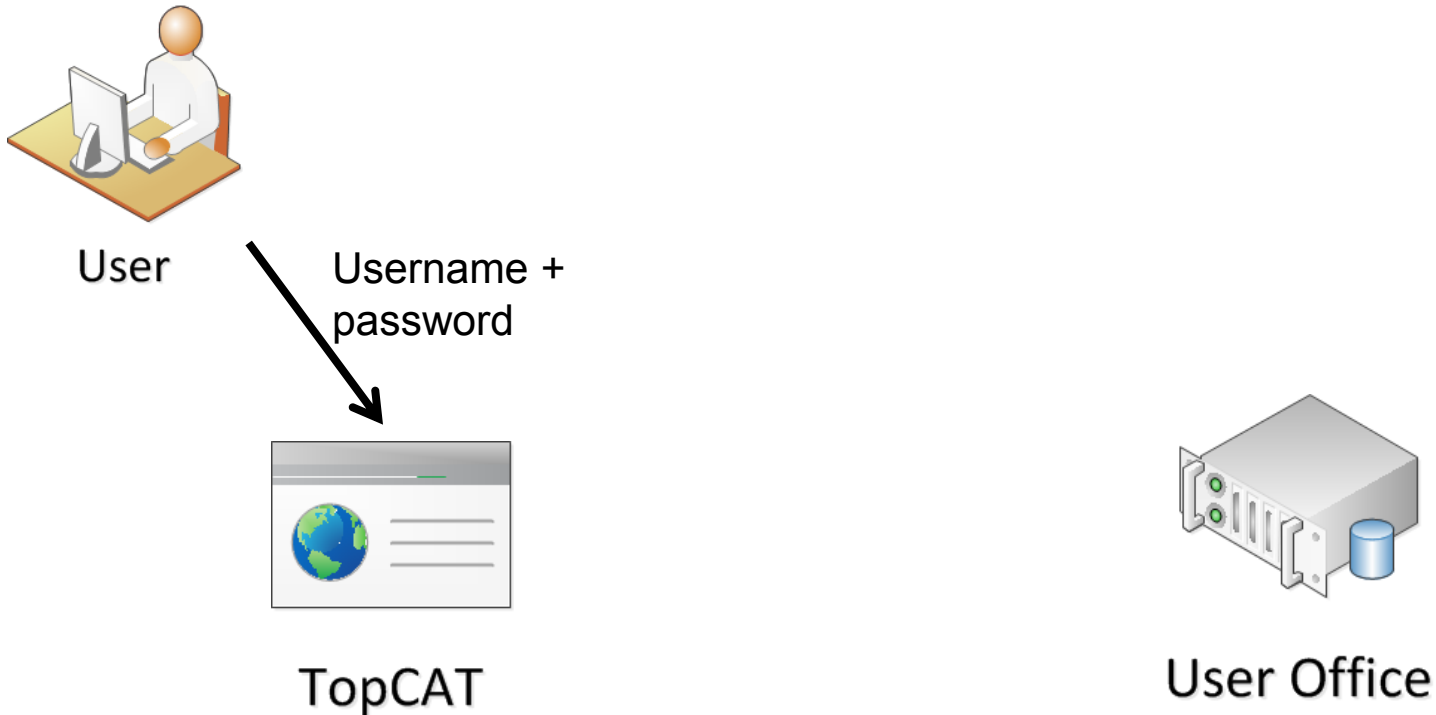 User
Username +
password
TopCAT
User Office